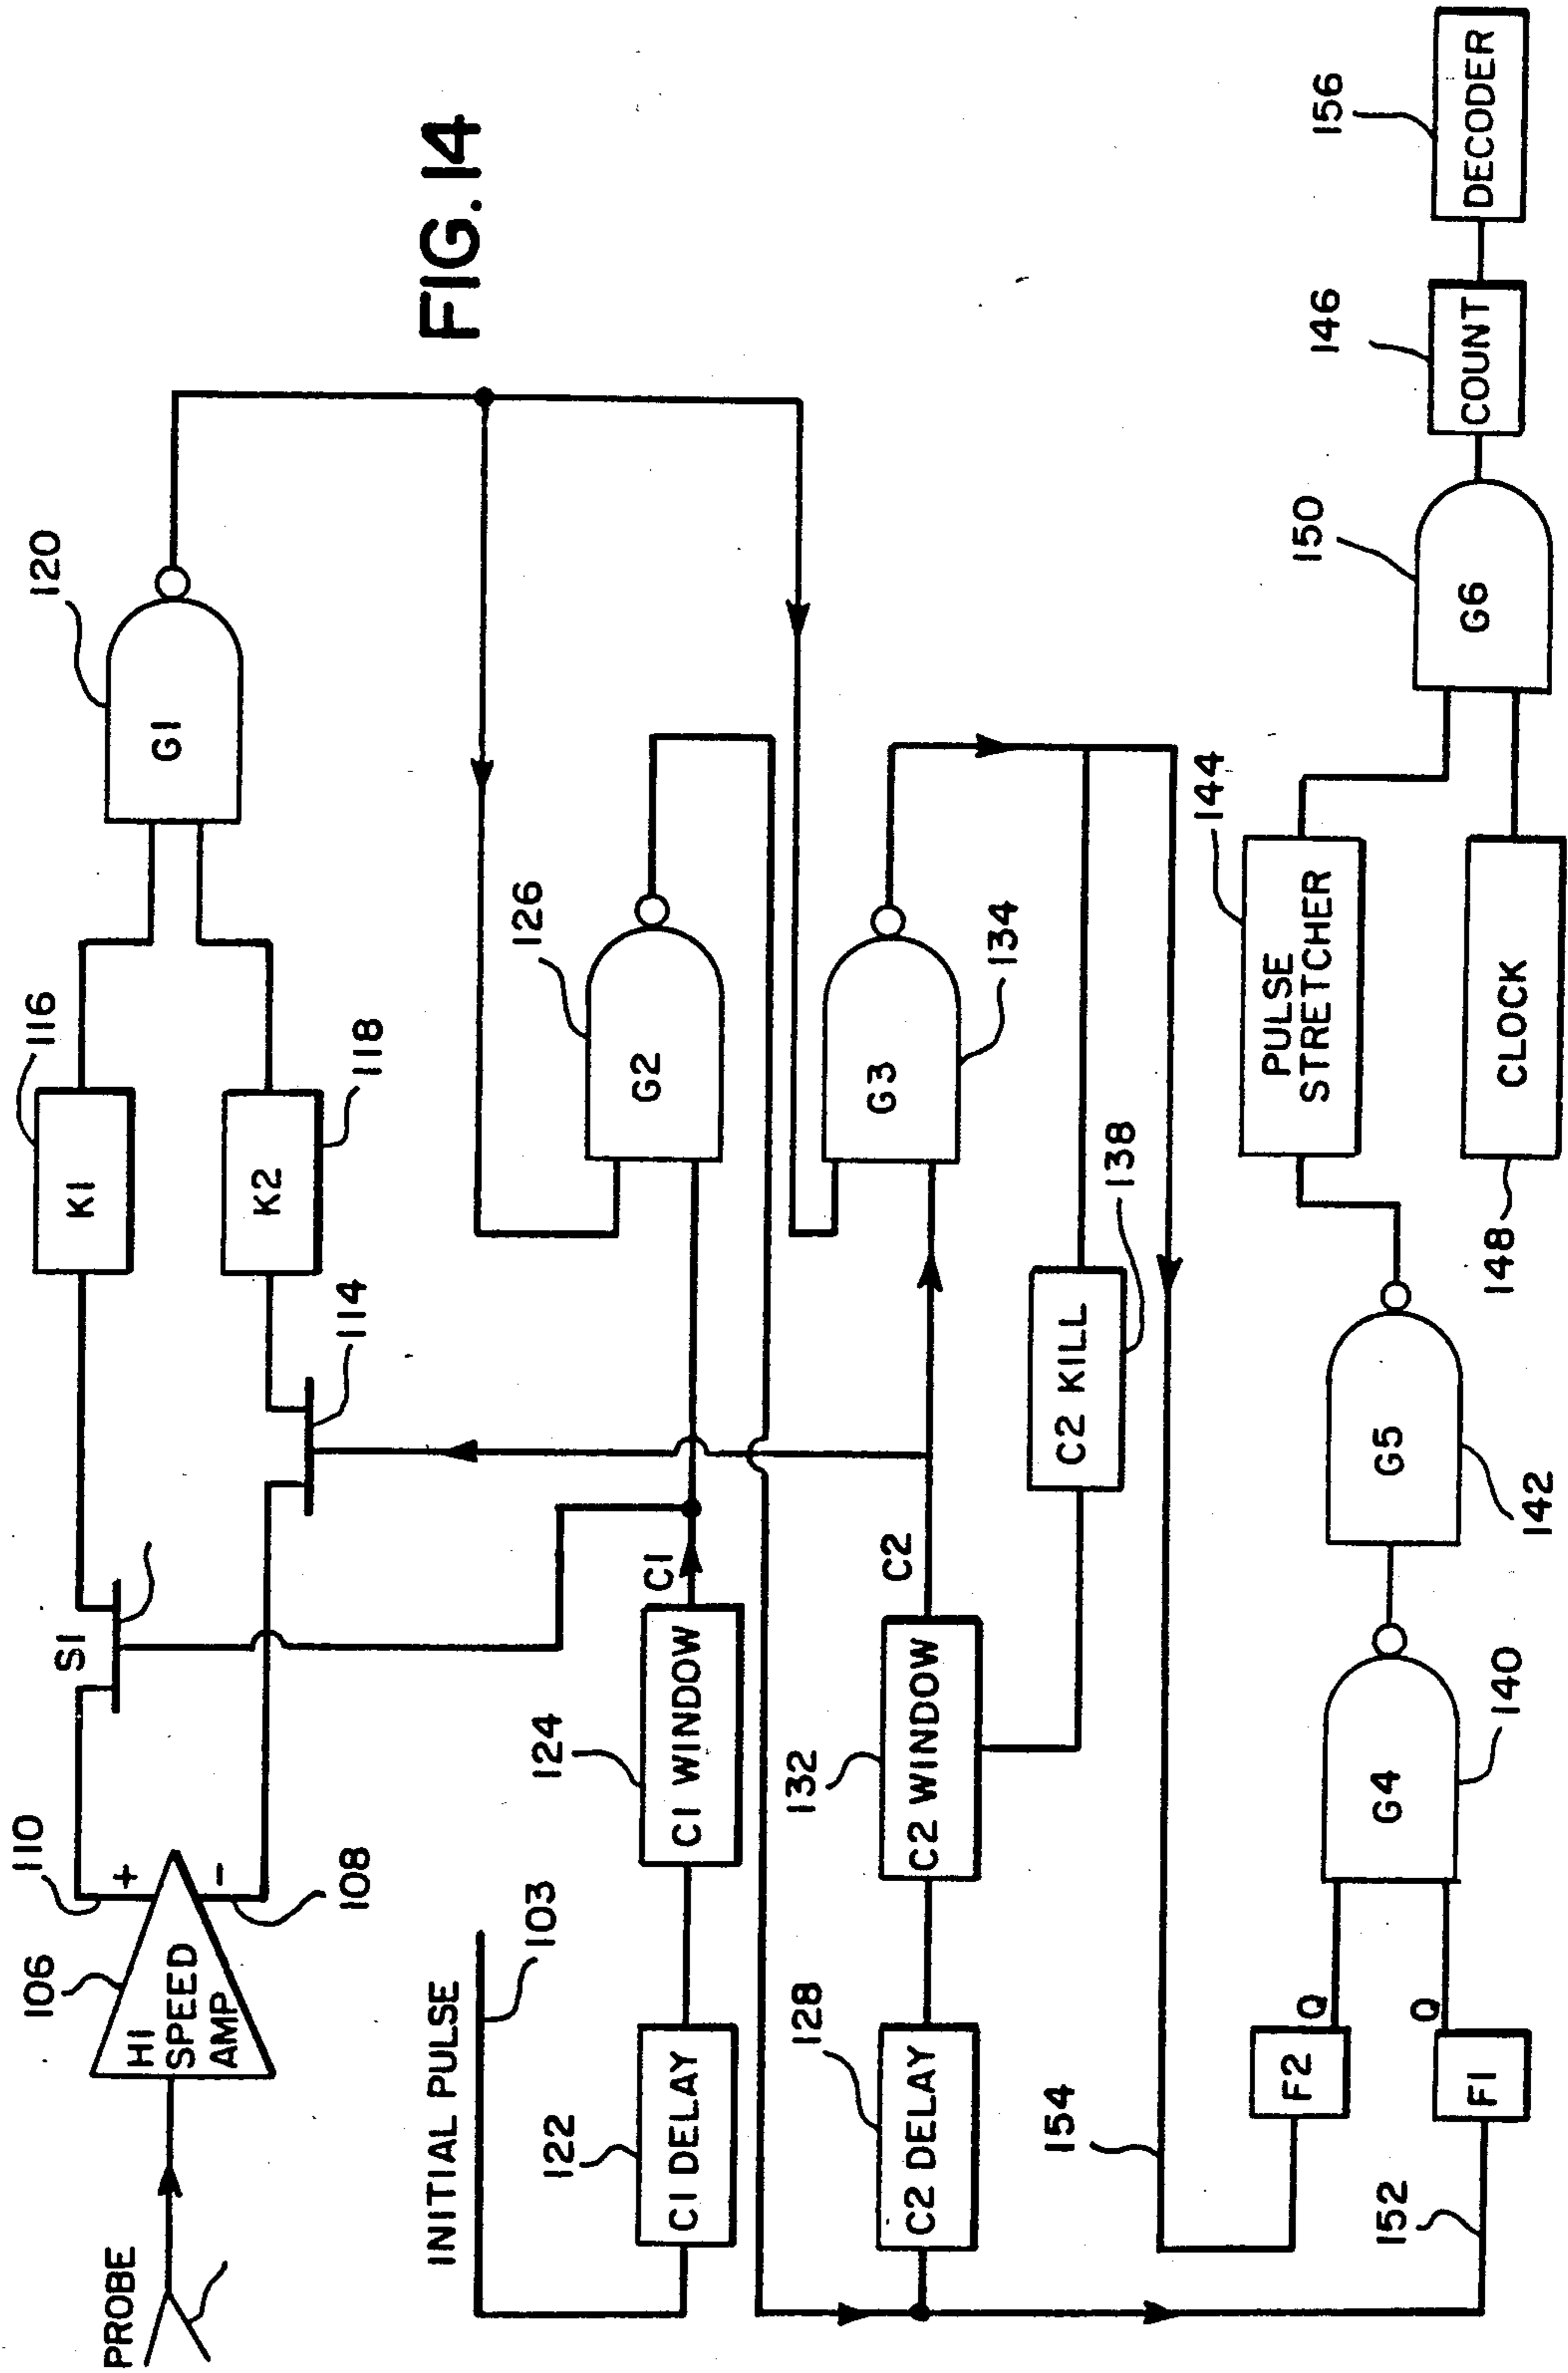 FIG. 14
PROBE
HI
SPEED
AMP
106
110
+
−
108
S1
114
K1
116
K2
118
G1
120
INITIAL PULSE
103
C1 DELAY
122
C1 WINDOW
124
C1
G2
126
C2 DELAY
128
C2 WINDOW
132
C2
G3
134
C2 KILL
138
154
152
F2
Q
F1
Q
G4
140
G5
142
PULSE
STRETCHER
144
CLOCK
148
G6
150
COUNT
146
DECODER
156